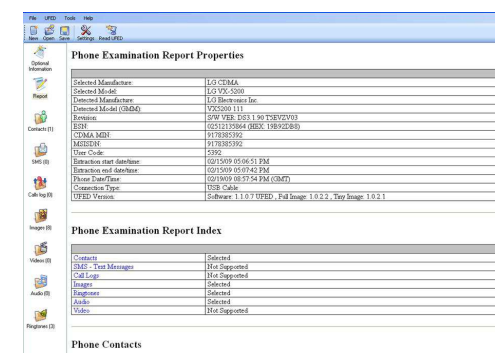 File UFED Tools Help
New Open Save Settings Read UFED
Optional Information
Report
Contacts (1)
SMS (0)
Calls log (0)
Images (8)
Videos (0)
Audio (0)
Ringtones (3)
Phone Examination Report Properties
Selected Manufacture: LG CDMA
Selected Model: LG VX-5200
Detected Manufacture: LG Electronics Inc.
Detected Model (GMM): VX5200 111
Revision: S/W VER: DS3.1.90 T5EVZV03
ESN: 02512135864 (HEX: 19B92DB8)
CDMA MIN: 9178385392
MSISDN: 9178385392
User Code: 5392
Extraction start date/time: 02/15/09 05:06:51 PM
Extraction end date/time: 02/15/09 05:07:42 PM
Phone Date/Time: 02/19/09 08:57:54 PM (GMT)
Connection Type: USB Cable
UFED Version: Software: 1.1.0.7 UFED , Full Image: 1.0.2.2 , Tiny Image: 1.0.2.1
Phone Examination Report Index
Contacts Selected
SMS - Text Messages Not Supported
Call Logs Not Supported
Images Selected
Ringtones Selected
Audio Selected
Video Not Supported
Phone Contacts